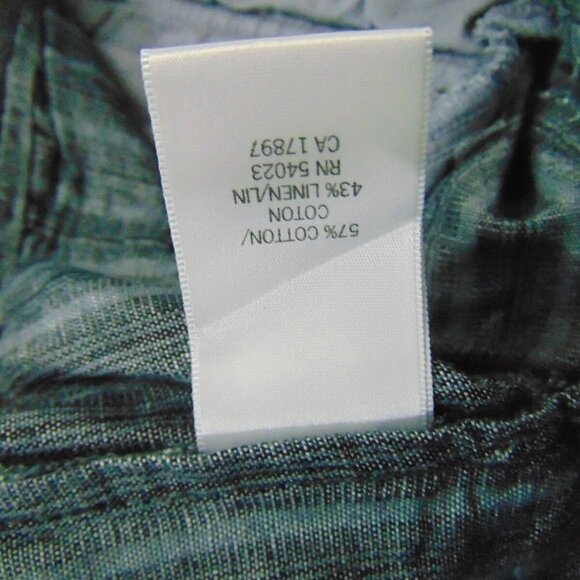 57% COTTON/
COTON
43% LINEN/LIN
RN 54023
CA 17897